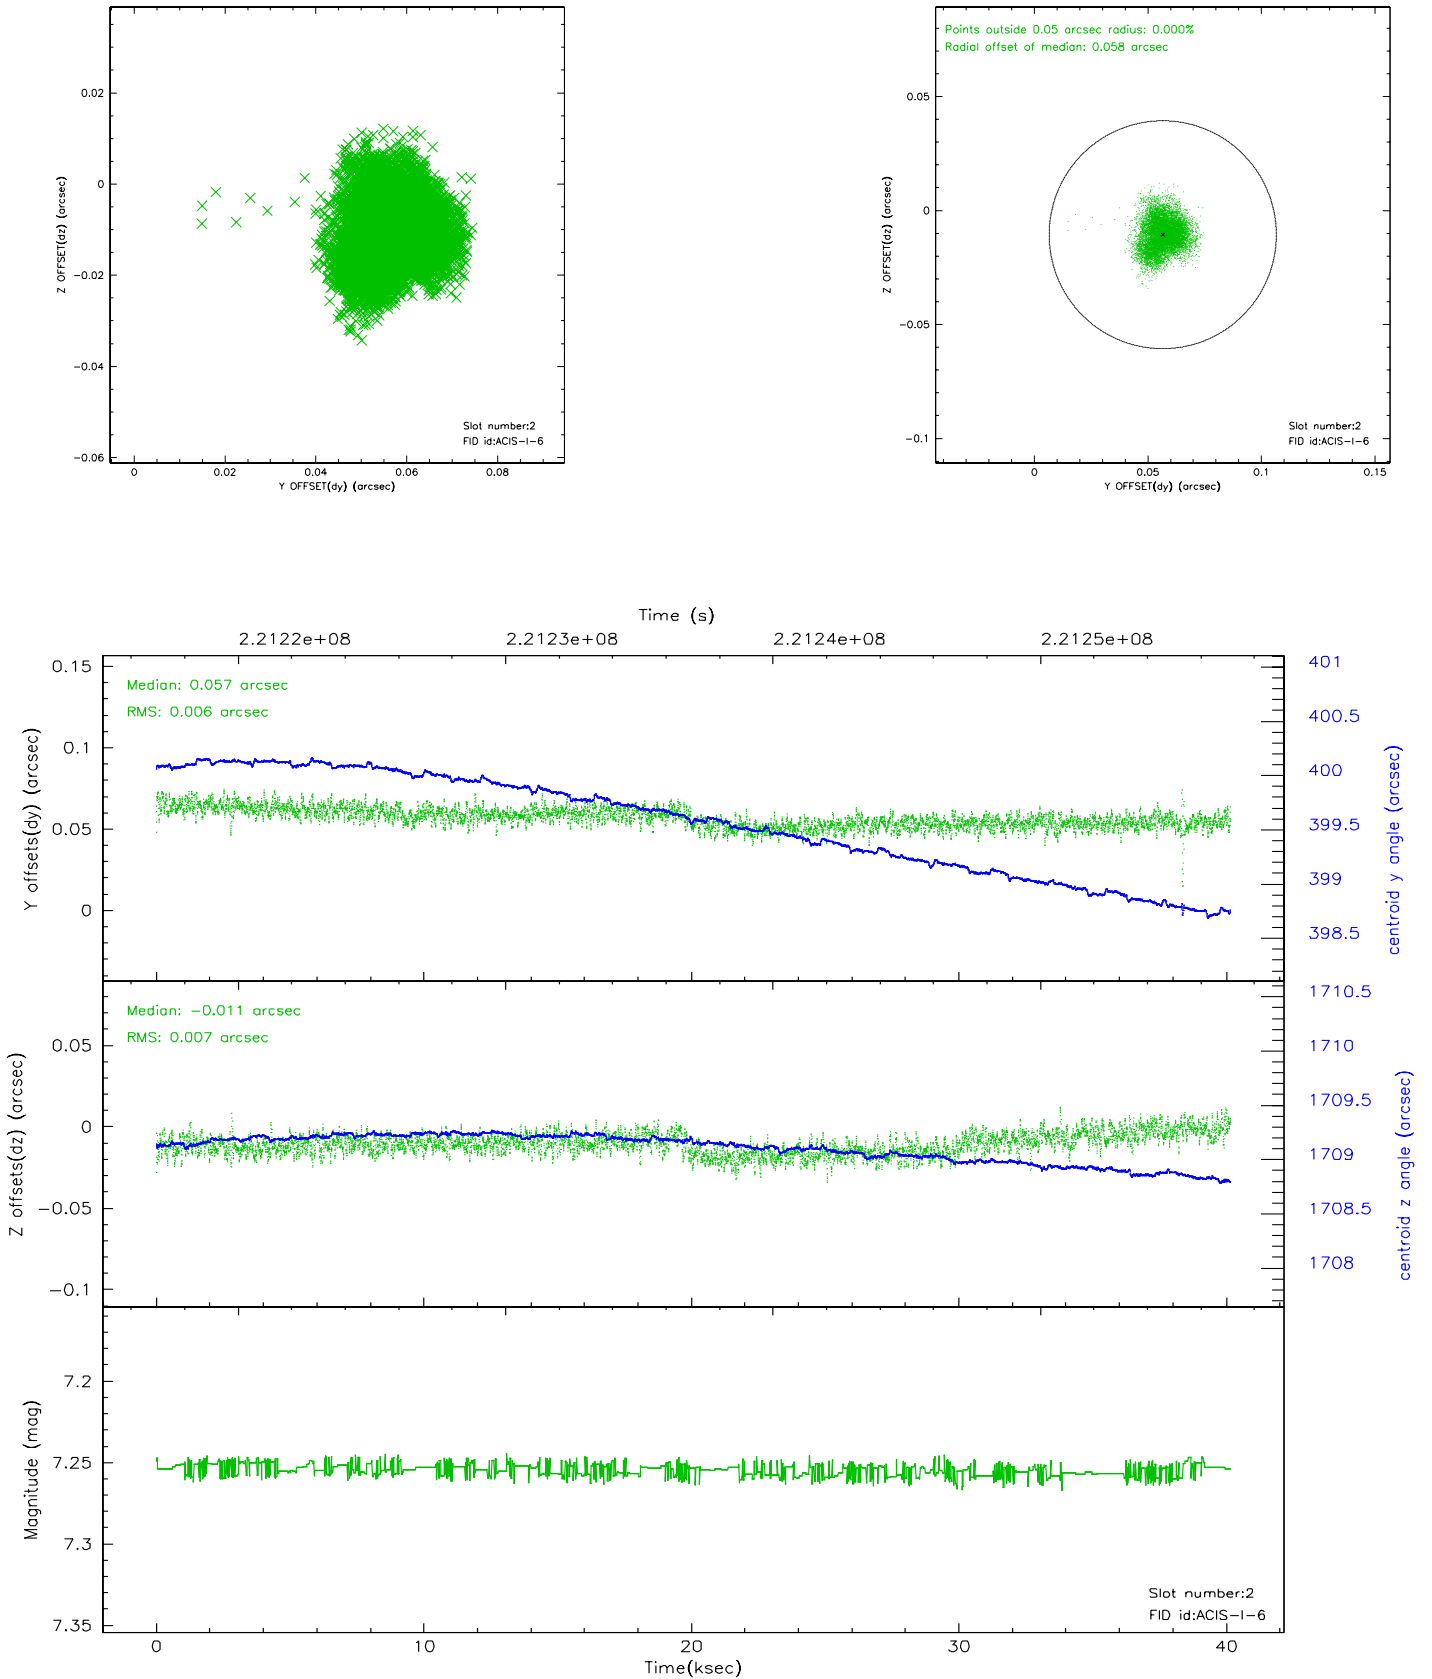 0.02
0
-0.02
-0.04
-0.06
Z OFFSET(dz) (arcsec)
Slot number:2
FID id:ACIS-I-6
0 0.02 0.04 0.06 0.08
Y OFFSET(dy) (arcsec)
Points outside 0.05 arcsec radius: 0.000%
Radial offset of median: 0.058 arcsec
0.05
0
-0.05
-0.1
Z OFFSET(dz) (arcsec)
Slot number:2
FID id:ACIS-I-6
0 0.05 0.1 0.15
Y OFFSET(dy) (arcsec)
Time (s)
2.2122e+08 2.2123e+08 2.2124e+08 2.2125e+08
Median: 0.057 arcsec
RMS: 0.006 arcsec
0.15
0.1
0.05
0
Y offsets(dy) (arcsec)
401
400.5
400
399.5
399
398.5
centroid y angle (arcsec)
Median: -0.011 arcsec
RMS: 0.007 arcsec
0.05
0
-0.05
-0.1
Z offsets(dz) (arcsec)
1710.5
1710
1709.5
1709
1708.5
1708
centroid z angle (arcsec)
7.2
7.25
7.3
7.35
Magnitude (mag)
Slot number:2
FID id:ACIS-I-6
0 10 20 30 40
Time(ksec)